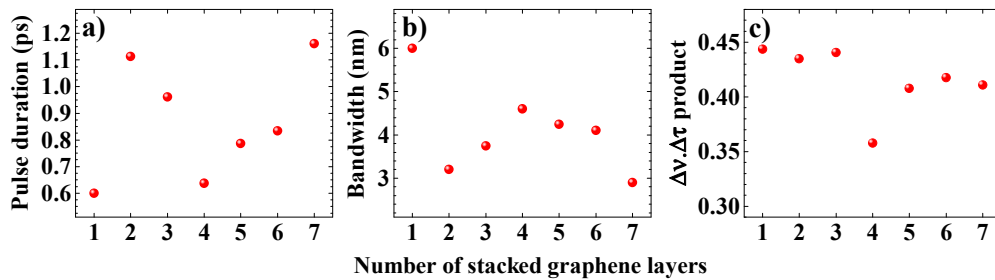 a)
Pulse duration (ps)
1.2
1.1
1.0
0.9
0.8
0.7
0.6
1 2 3 4 5 6 7
b)
Bandwidth (nm)
6
5
4
3
1 2 3 4 5 6 7
c)
Δν.Δτ product
0.45
0.40
0.35
0.30
1 2 3 4 5 6 7
Number of stacked graphene layers